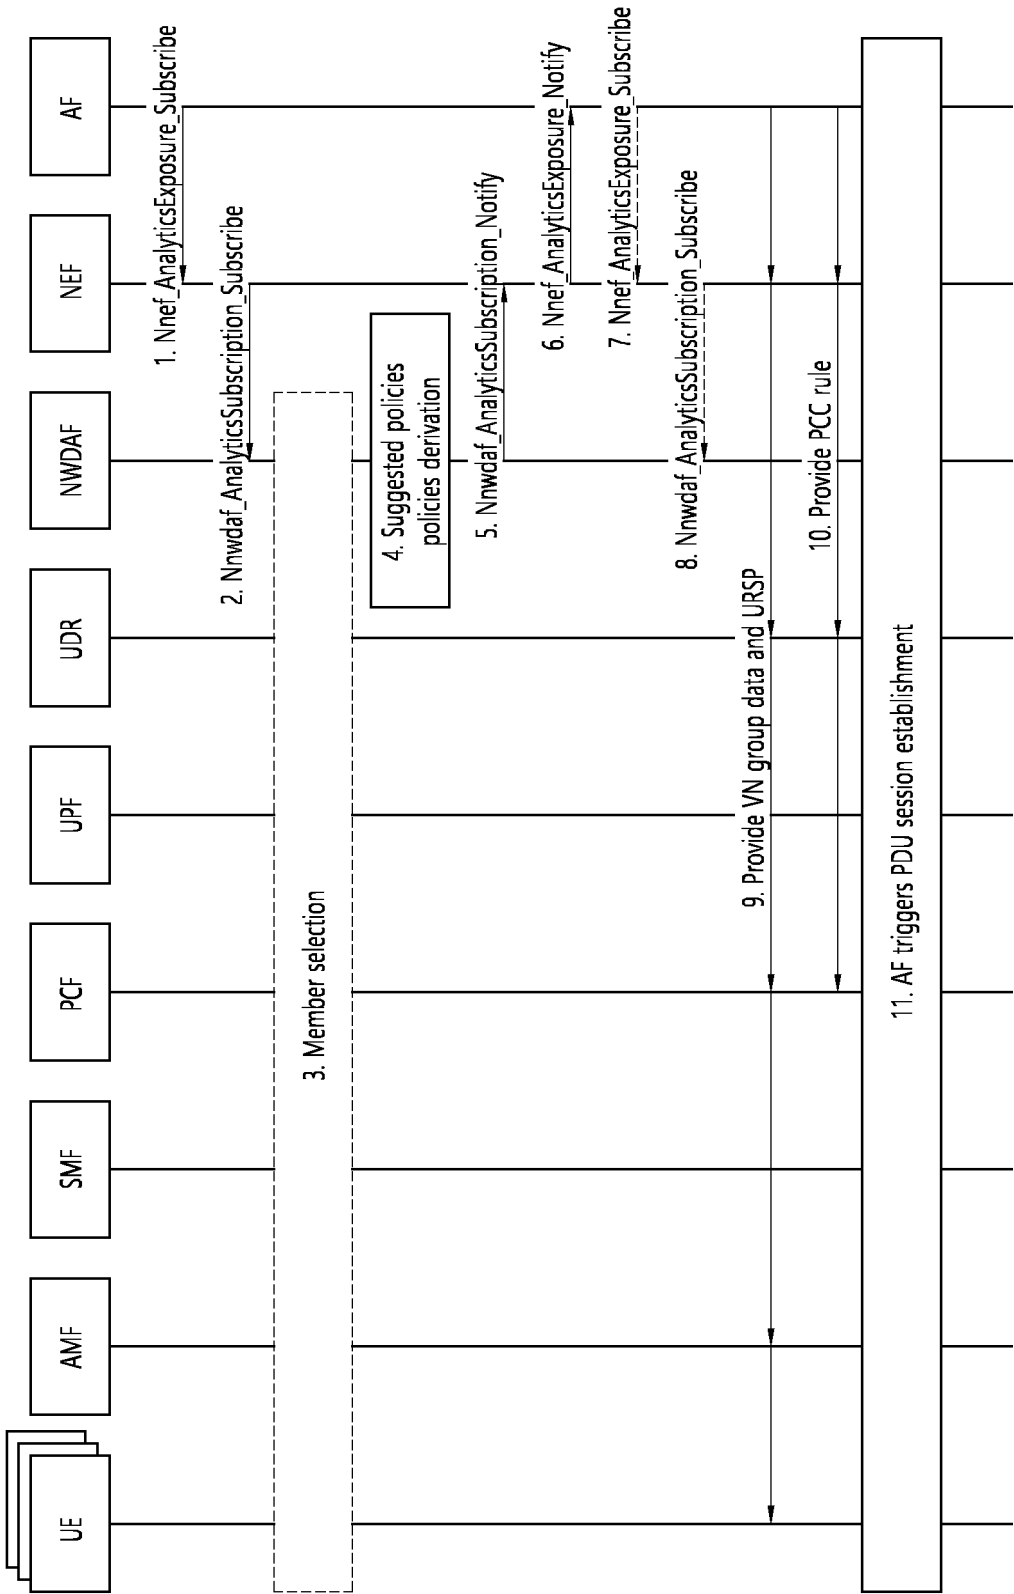 UE
AMF
SMF
PCF
UPF
UDR
NWDAF
NEF
AF
1. Nnef_AnalyticsExposure_Subscribe
2. Nnwdaf_AnalyticsSubscription_Subscribe
3. Member selection
4. Suggested policies
policies derivation
5. Nnwdaf_AnalyticsSubscription_Notify
6. Nnef_AnalyticsExposure_Notify
7. Nnef_AnalyticsExposure_Subscribe
8. Nnwdaf_AnalyticsSubscription_Subscribe
9. Provide VN group data and URSP
10. Provide PCC rule
11. AF triggers PDU session establishment